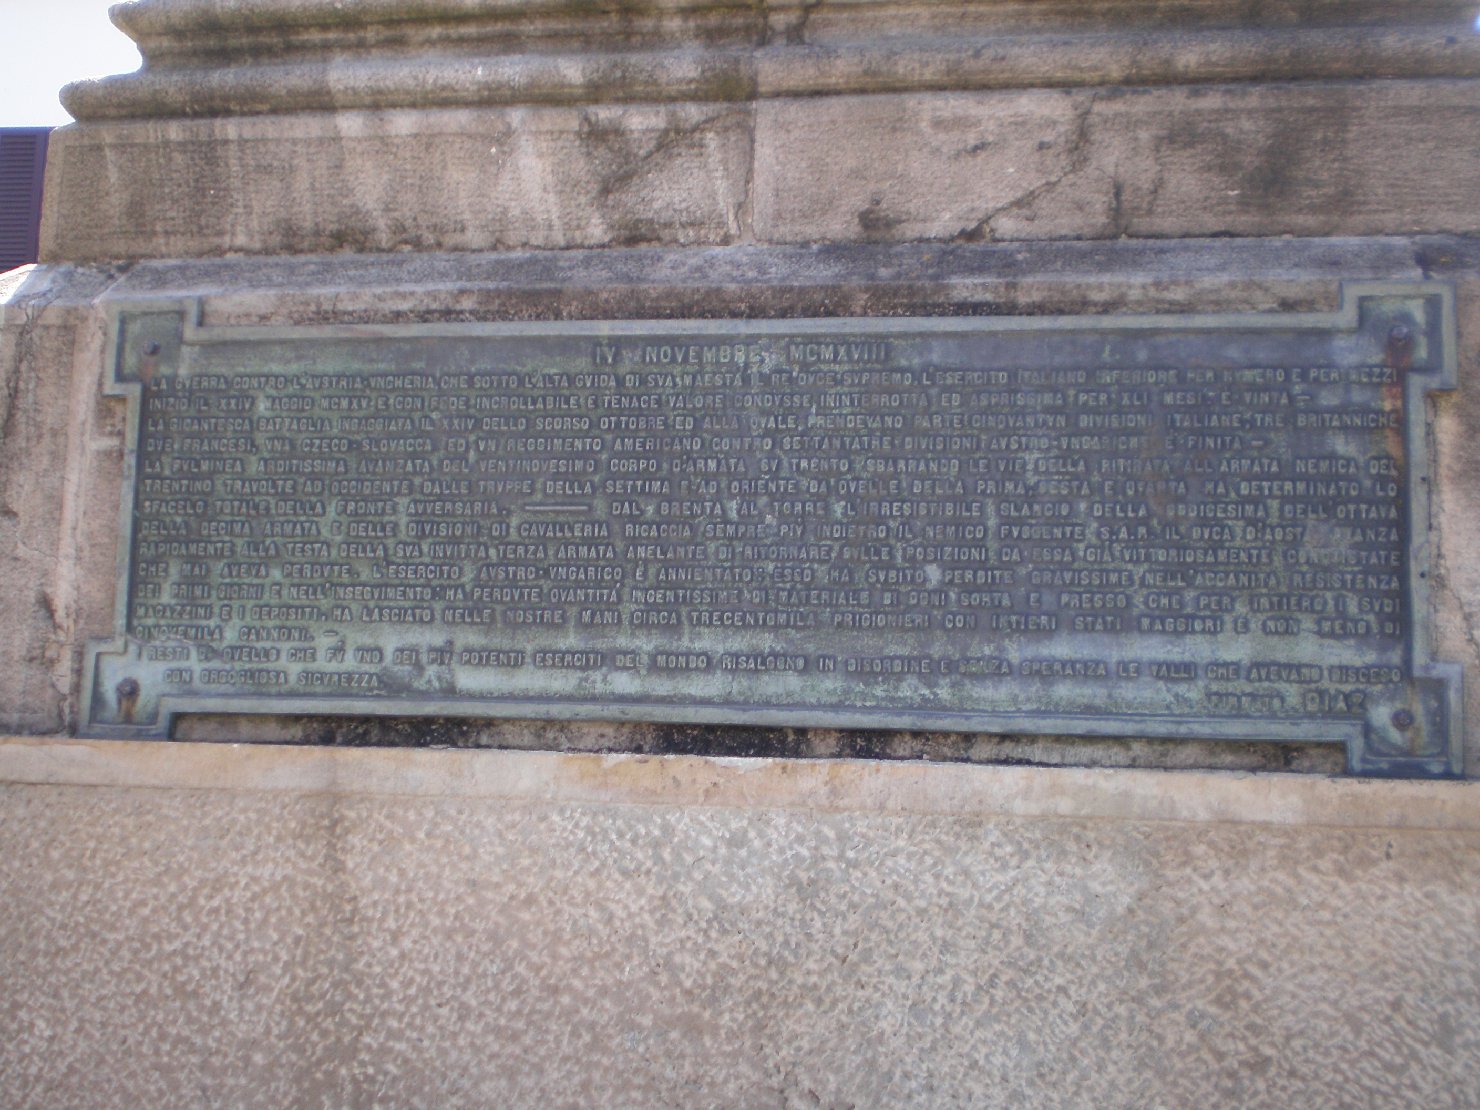 IV NOVEMBRE MCMXVIII
LA GVERRA CONTRO L'AVSTRIA-VNGHERIA, CHE SOTTO L'ALTA GVIDA DI SVA MAESTA IL RE DVCE SVPREMO, L'ESERCITO ITALIANO INFERIORE PER NVMERO E PER MEZZI
INIZIO IL XXIV MAGGIO MCMXV E CON FEDE INCROLLABILE E TENACE VALORE CONDVSSE ININTERROTTA ED ASPRISSIMA PER XLI MESI E VINTA.—
LA GIGANTESCA BATTAGLIA INGAGGIATA IL XXIV DELLO SCORSO OTTOBRE ED ALLA QVALE PRENDEVANO PARTE CINQVANTVN DIVISIONI ITALIANE, TRE BRITANNICHE
DVE FRANCESI, VNA CZECO SLOVACCA ED VN REGGIMENTO AMERICANO CONTRO SETTANTATRE DIVISIONI AVSTRO-VNGARICHE E FINITA.—
LA FVLMINEA ARDITISSIMA AVANZATA DEL VENTINOVESIMO CORPO D'ARMATA SV TRENTO SBARRANDO LE VIE DELLA RITIRATA ALL'ARMATA NEMICA DEL
TRENTINO, TRAVOLTE AD OCCIDENTE DALLE TRVPPE DELLA SETTIMA E AD ORIENTE DA QVELLE DELLA PRIMA, SESTA E QVARTA HA DETERMINATO LO
SFACELO TOTALE DELLA FRONTE AVVERSARIA.— DAL BRENTA AL TORRE L'IRRESISTIBILE SLANCIO DELLA DODICESIMA DELL'OTTAVA
DELLA DECIMA ARMATA E DELLE DIVISIONI DI CAVALLERIA RICACCIA SEMPRE PIV INDIETRO IL NEMICO FVGGENTE. S.A.R. IL DVCA D'AOSTA AVANZA
RAPIDAMENTE ALLA TESTA DELLA SVA INVITTA TERZA ARMATA ANELANTE DI RITORNARE SVLLE POSIZIONI DA ESSA GIA VITTORIOSAMENTE CONQVISTATE
CHE MAI AVEVA PERDVTE. L'ESERCITO AVSTRO-VNGARICO E ANNIENTATO: ESSO HA SVBITO PERDITE GRAVISSIME NELL'ACCANITA RESISTENZA
DEI PRIMI GIORNI E NELL'INSEGVIMENTO: HA PERDVTE QVANTITA INGENTISSIME DI MATERIALE DI OGNI SORTA E PRESSO CHE PER INTIERO I SVOI
MAGAZZINI E I DEPOSITI. HA LASCIATO NELLE NOSTRE MANI CIRCA TRECENTOMILA PRIGIONIERI CON INTIERI STATI MAGGIORI E NON MENO DI
CINQVEMILA CANNONI.—
I RESTI DI QVELLO CHE FV VNO DEI PIV POTENTI ESERCITI DEL MONDO RISALGONO IN DISORDINE E SENZA SPERANZA LE VALLI CHE AVEVANO DISCESO
CON ORGOGLIOSA SICVREZZA.
FIRMATO DIAZ